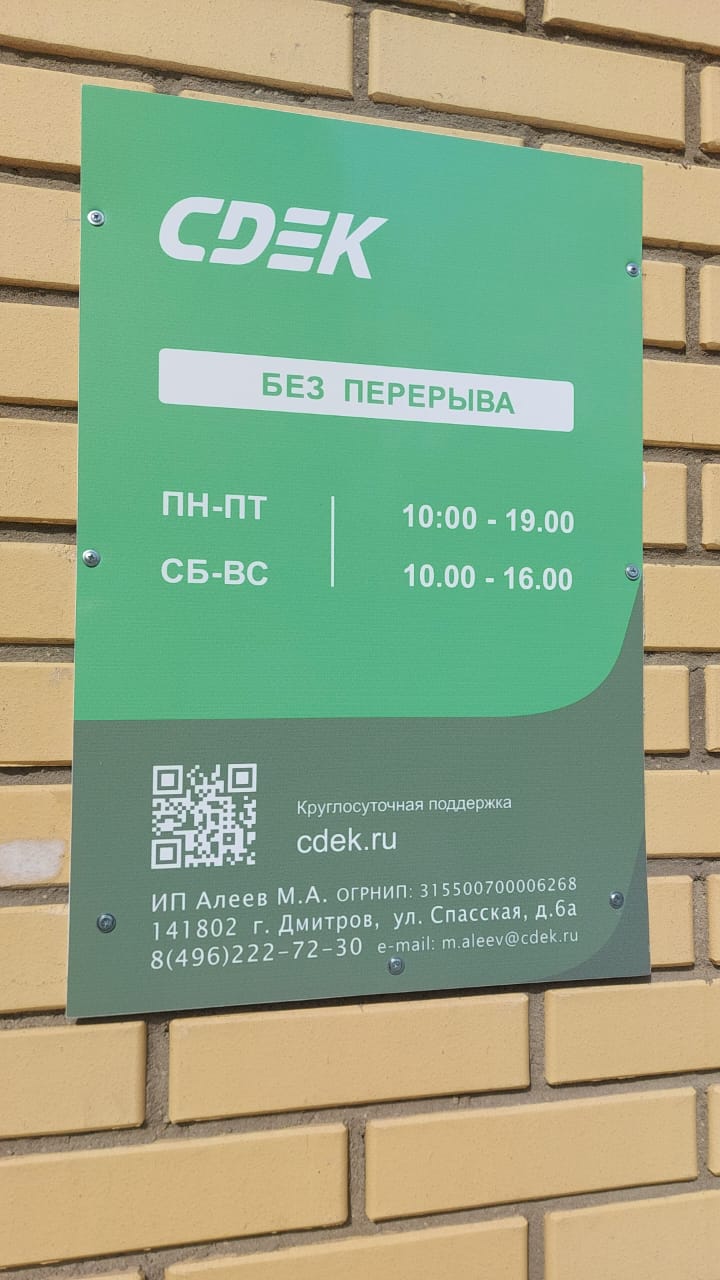 CDEK
БЕЗ ПЕРЕРЫВА
ПН-ПТ 10:00 - 19.00
СБ-ВС 10.00 - 16.00
Круглосуточная поддержка
cdek.ru
ИП Алеев М.А. ОГРНИП: 315500700006268
141802 г. Дмитров, ул. Спасская, д.6а
8(496)222-72-30 e-mail: m.aleev@cdek.ru